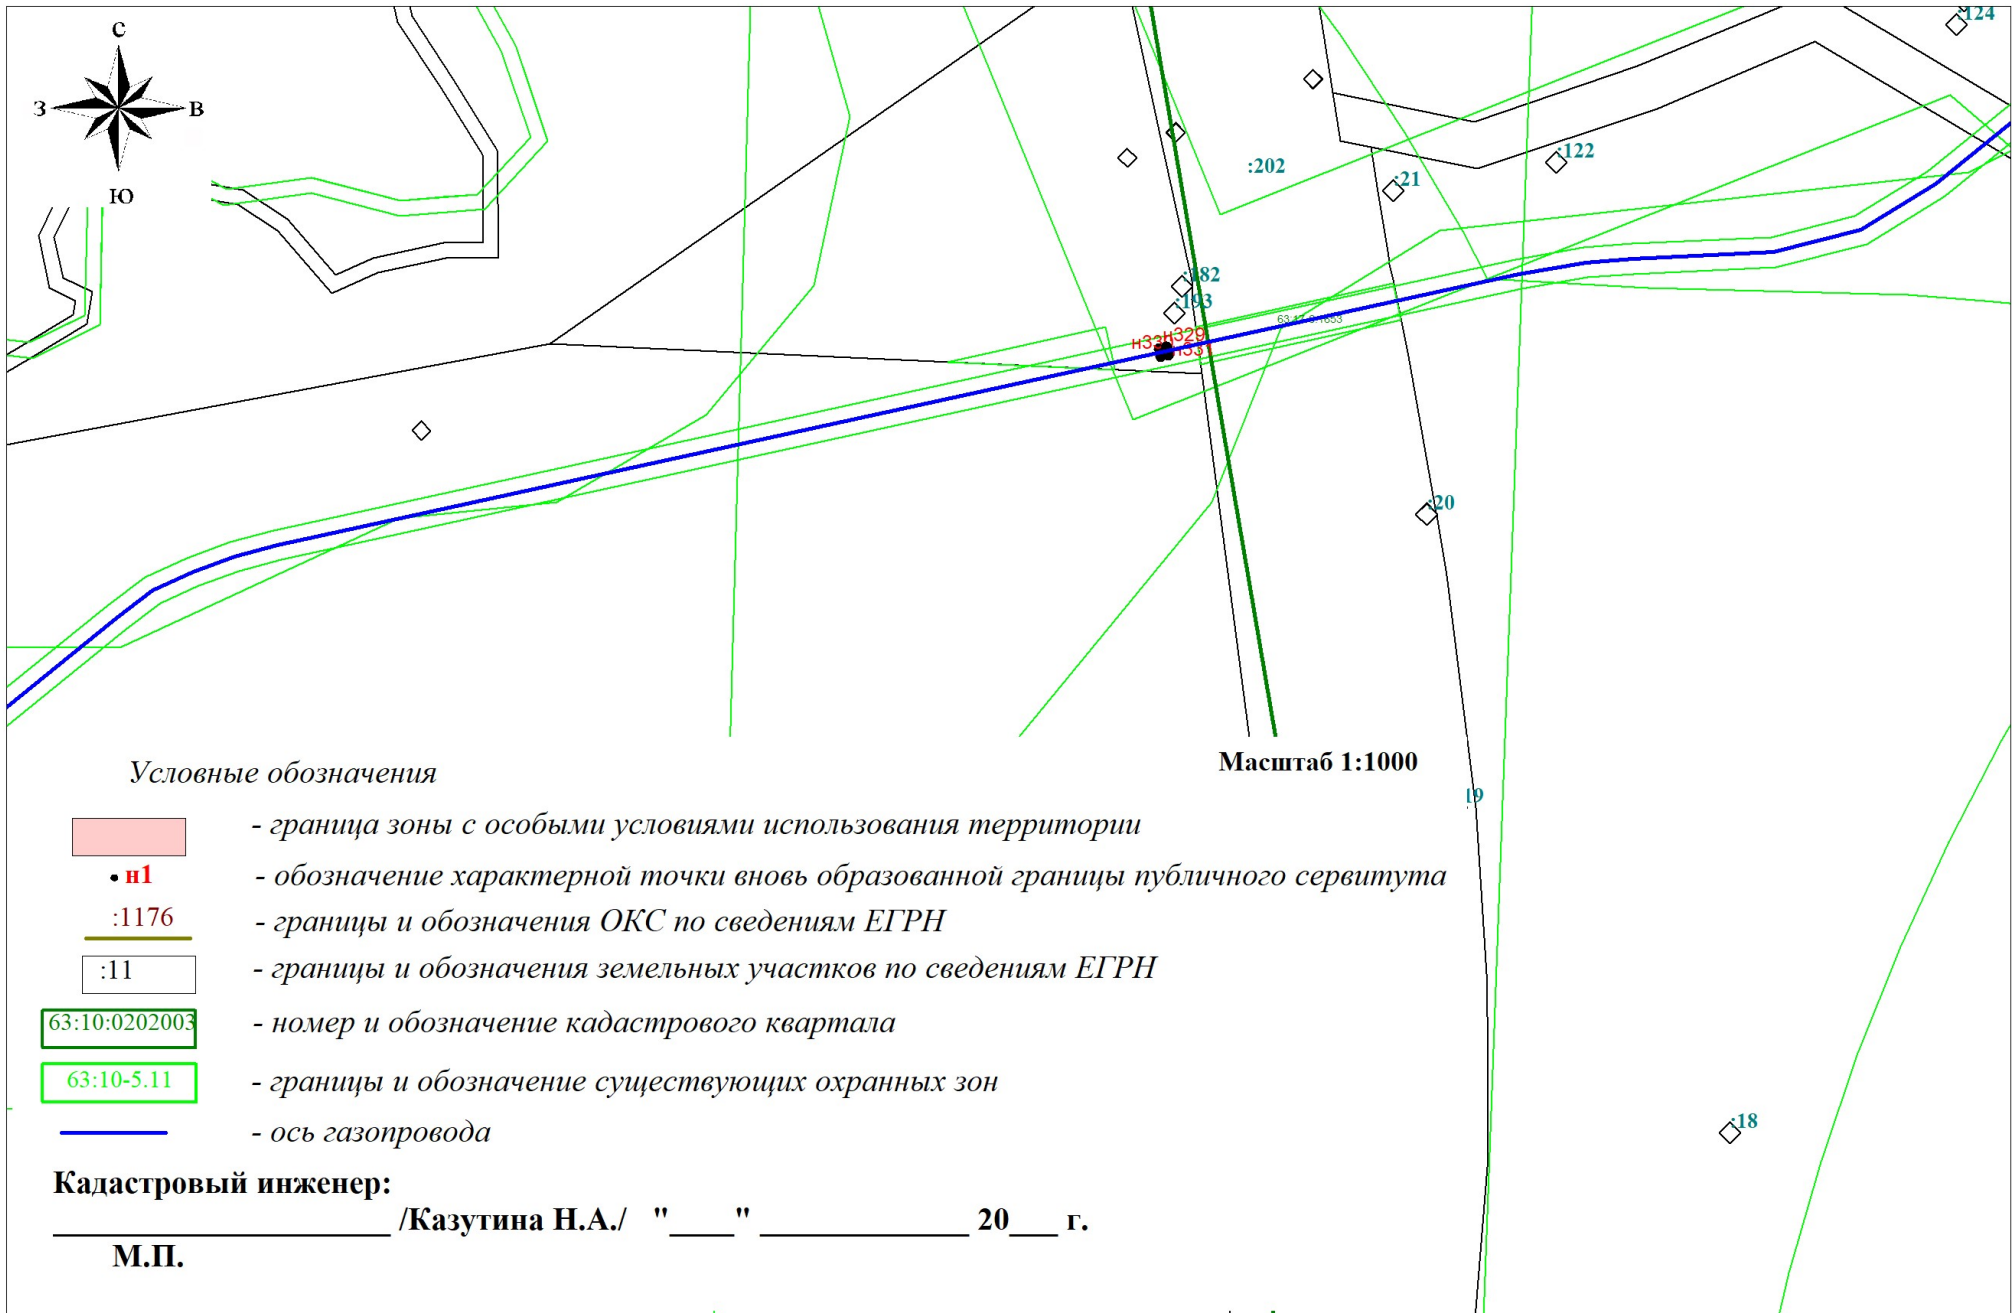 С
З
В
Ю
:124
:122
:202
:21
:182
:193
н329
:20
Масштаб 1:1000
Условные обозначения
- граница зоны с особыми условиями использования территории
н1
- обозначение характерной точки вновь образованной границы публичного сервитута
:1176
- границы и обозначения ОКС по сведениям ЕГРН
:11
- границы и обозначения земельных участков по сведениям ЕГРН
63:10:0202003
- номер и обозначение кадастрового квартала
63:10-5.11
- границы и обозначение существующих охранных зон
- ось газопровода
19
:18
Кадастровый инженер:
_____________________ /Казутина Н.А./ "____" _____________ 20___ г.
М.П.